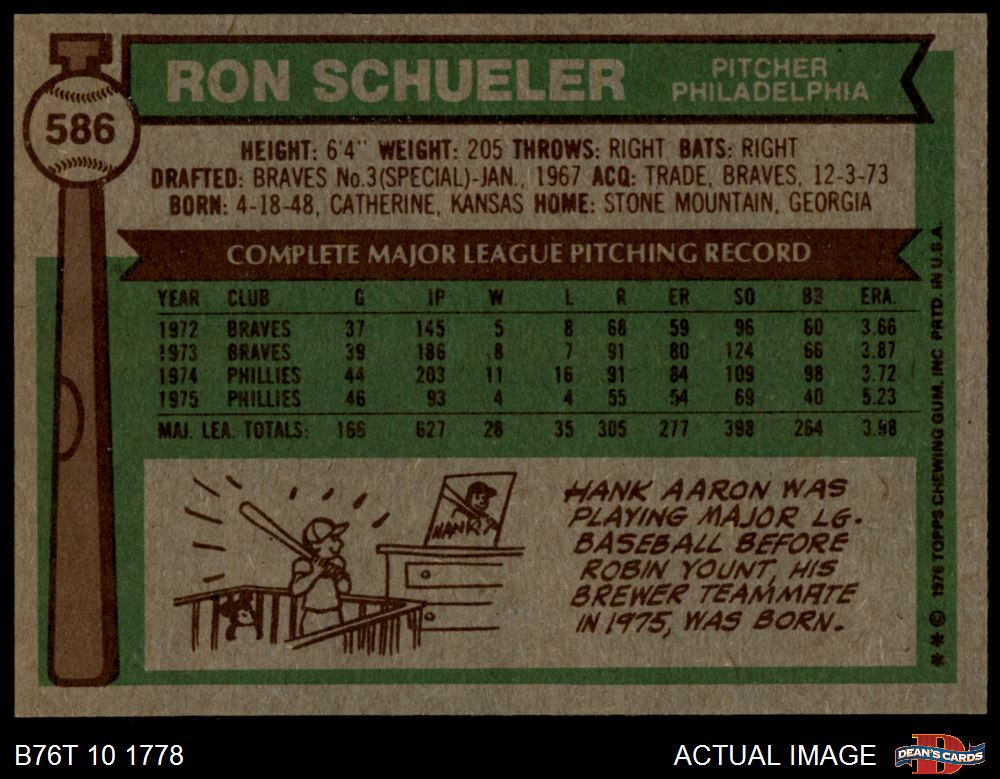 586
RON SCHUELER
PITCHER
PHILADELPHIA
HEIGHT: 6'4" WEIGHT: 205 THROWS: RIGHT BATS: RIGHT
DRAFTED: BRAVES No.3(SPECIAL)-JAN., 1967 ACQ: TRADE, BRAVES, 12-3-73
BORN: 4-18-48, CATHERINE, KANSAS HOME: STONE MOUNTAIN, GEORGIA
COMPLETE MAJOR LEAGUE PITCHING RECORD
YEAR CLUB G IP W L R ER SO BB ERA.
1972 BRAVES 37 145 5 8 68 59 96 60 3.66
1973 BRAVES 39 186 8 7 91 80 124 66 3.87
1974 PHILLIES 44 203 11 16 91 84 109 98 3.72
1975 PHILLIES 46 93 4 4 55 54 69 40 5.23
MAJ. LEA. TOTALS: 166 627 28 35 305 277 398 264 3.98
HANK
HANK AARON WAS
PLAYING MAJOR LG.
BASEBALL BEFORE
ROBIN YOUNT, HIS
BREWER TEAMMATE
IN 1975, WAS BORN.
* * © 1976 TOPPS CHEWING GUM, INC PRTD. IN U.S.A.
B76T 10 1778
ACTUAL IMAGE
D
DEAN'S CARDS